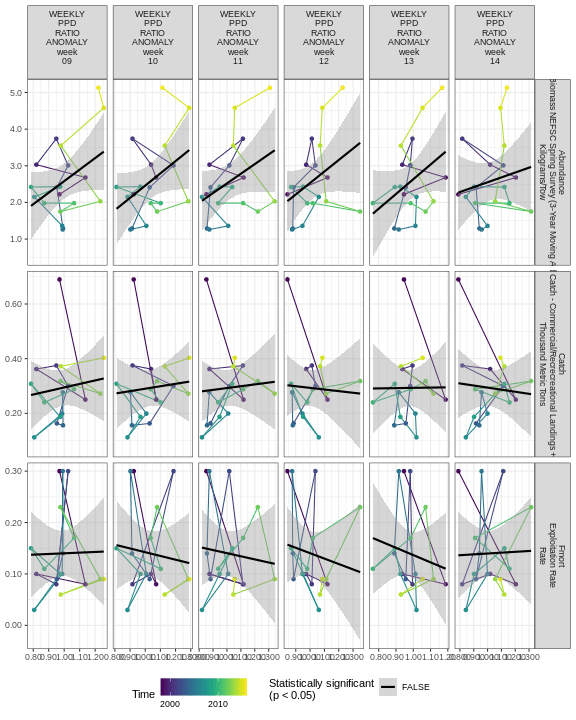 WEEKLY WEEKLY WEEKLY WEEKLY WEEKLY WEEKLY
PPD PPD PPD PPD PPD PPD
RATIO RATIO RATIO RATIO RATIO RATIO
ANOMALY ANOMALY ANOMALY ANOMALY ANOMALY ANOMALY
week week week week week week
09 10 11 12 13 14
5.0
4.0
3.0
2.0
1.0
Abundance
Biomass NEFSC Spring Survey (3-Year Moving
Kilograms/Tow
0.60
0.40
0.20
Catch
Catch - Commercial/Recreational Landings +
Thousand Metric Tons
0.30
0.20
0.10
0.00
Fmort
Exploitation Rate
Rate
Time
2000 2010
Statistically significant
(p < 0.05)
FALSE